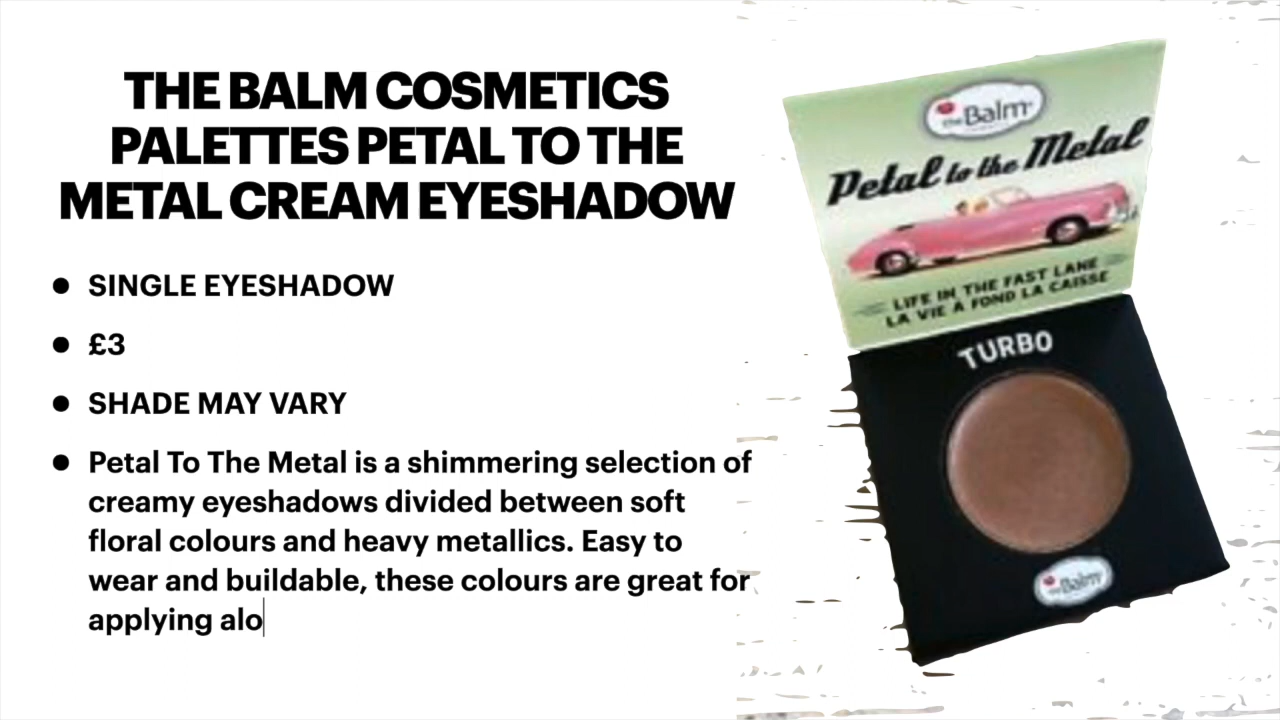 THE BALM COSMETICS
PALETTES PETAL TO THE
METAL CREAM EYESHADOW
• SINGLE EYESHADOW
• £3
• SHADE MAY VARY
• Petal To The Metal is a shimmering selection of
creamy eyeshadows divided between soft
floral colours and heavy metallics. Easy to
wear and buildable, these colours are great for
applying alo
theBalm
Petal to the Metal
LIFE IN THE FAST LANE
LA VIE A FOND LA CAISSE
TURBO
theBalm